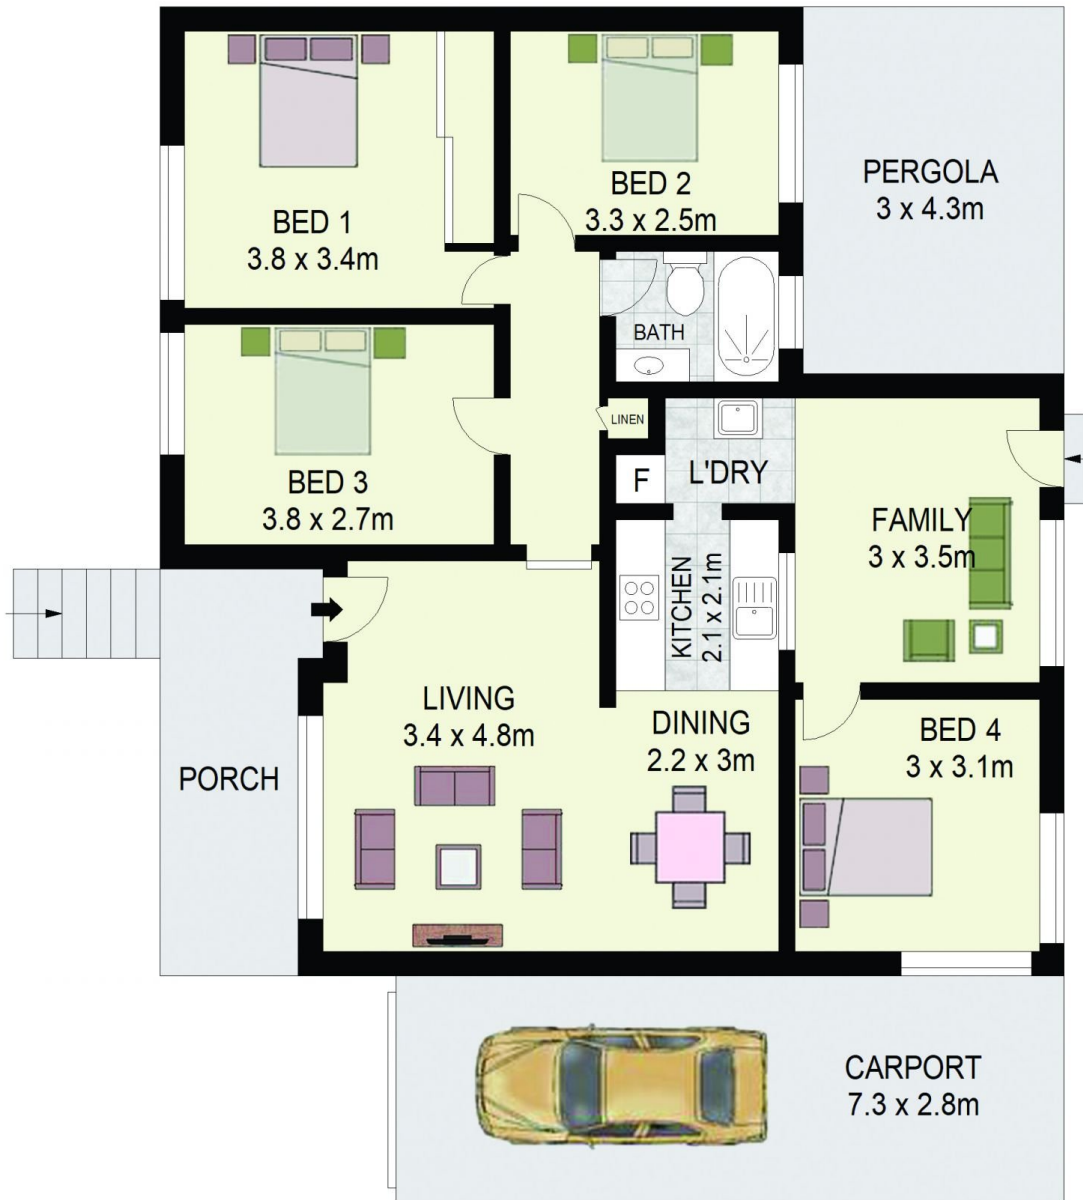 BED 1
3.8 x 3.4m
BED 2
3.3 x 2.5m
PERGOLA
3 x 4.3m
BATH
LINEN
BED 3
3.8 x 2.7m
F
L'DRY
FAMILY
3 x 3.5m
KITCHEN
2.1 x 2.1m
LIVING
3.4 x 4.8m
DINING
2.2 x 3m
BED 4
3 x 3.1m
PORCH
CARPORT
7.3 x 2.8m